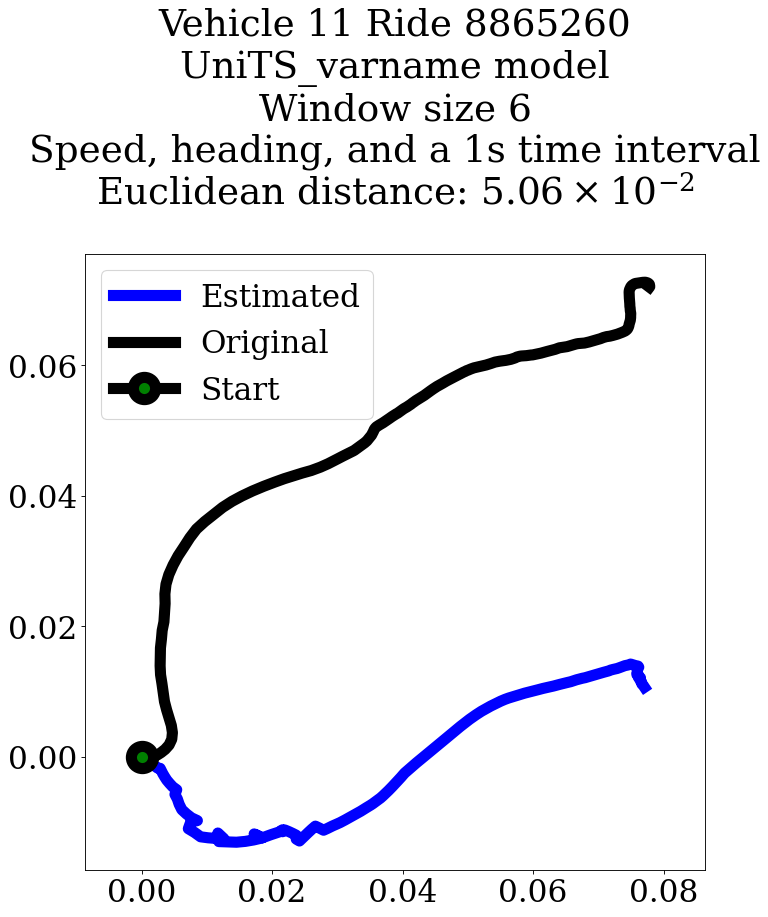 Vehicle 11 Ride 8865260
UniTS_varname model
Window size 6
Speed, heading, and a 1s time interval
Euclidean distance: 5.06 × 10⁻²
Estimated
Original
Start
0.06
0.04
0.02
0.00
0.00 0.02 0.04 0.06 0.08